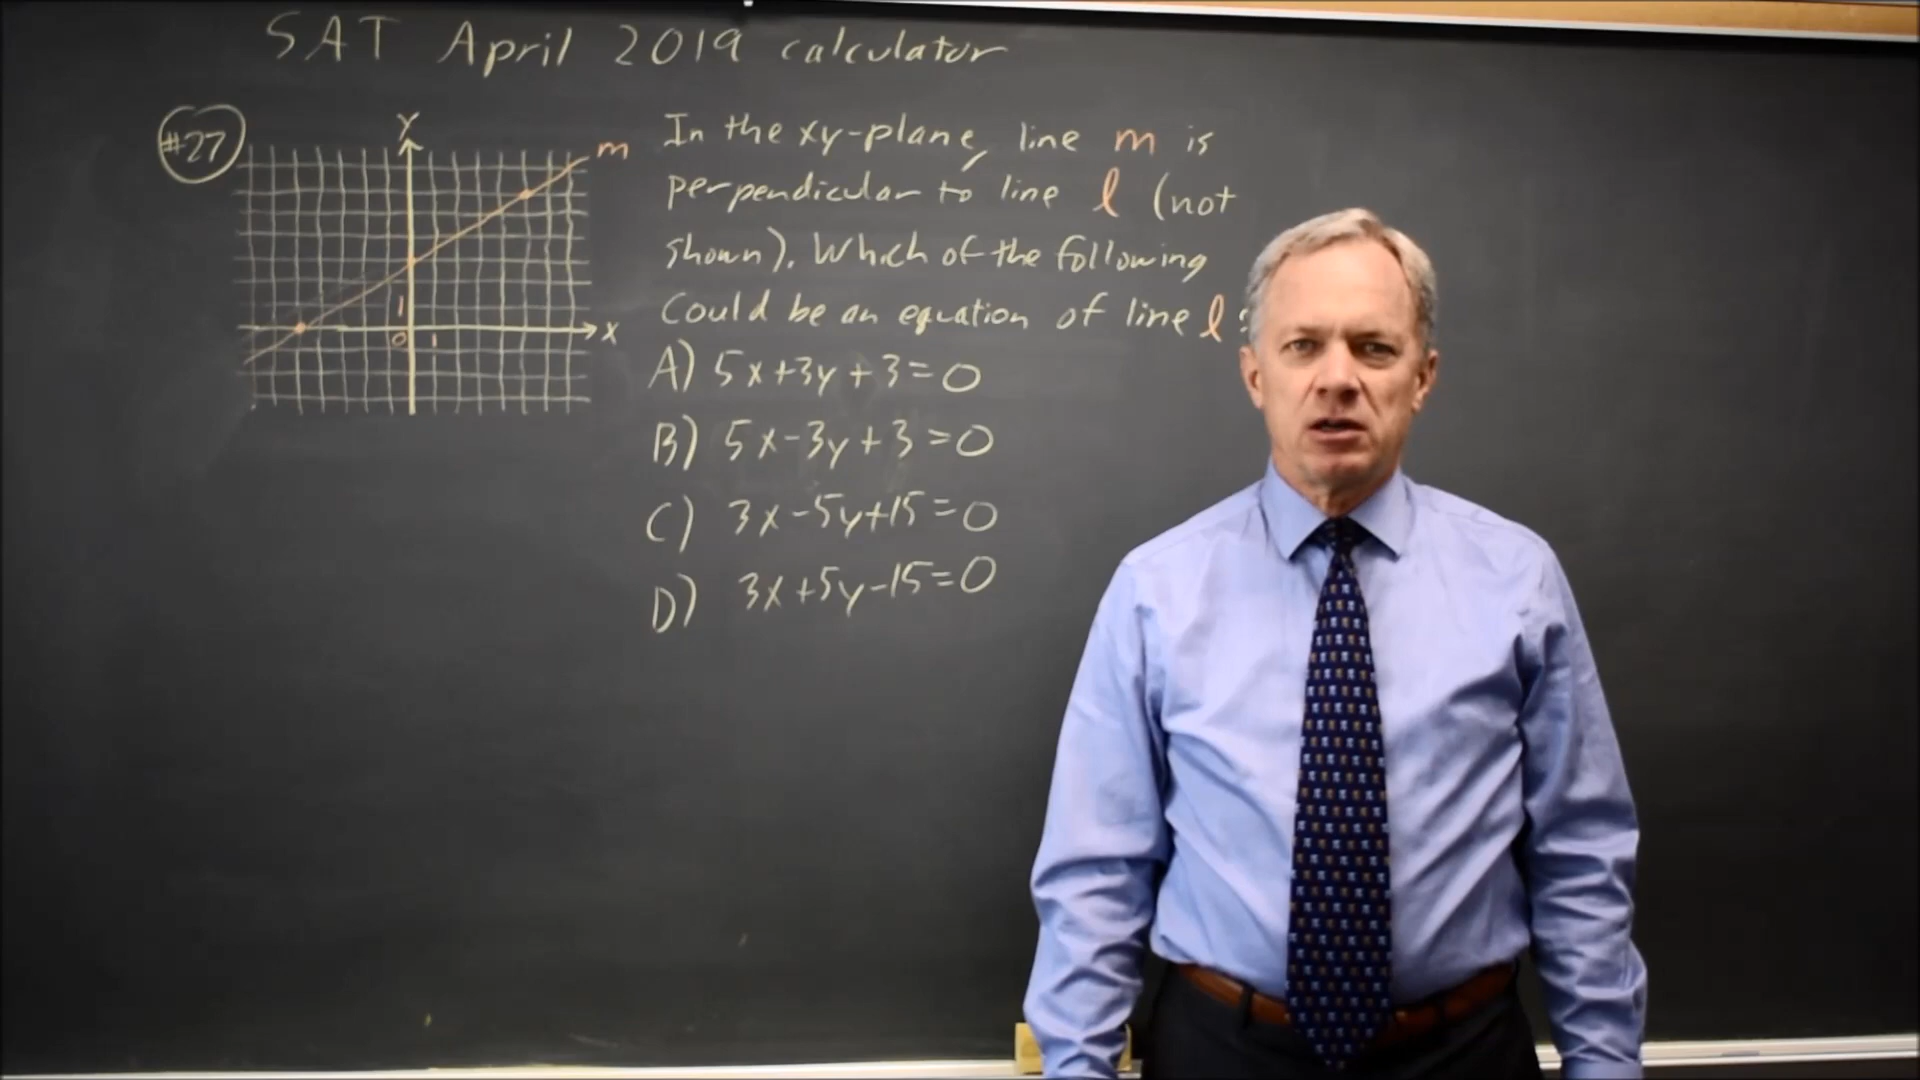 SAT April 2019 calculator
#27
Y
m
1
0
1
X
In the xy-plane, line m is
perpendicular to line l (not
shown). Which of the following
Could be an equation of line l?
A) 5x+3y+3=0
B) 5x-3y+3=0
C) 3x-5y+15=0
D) 3x+5y-15=0